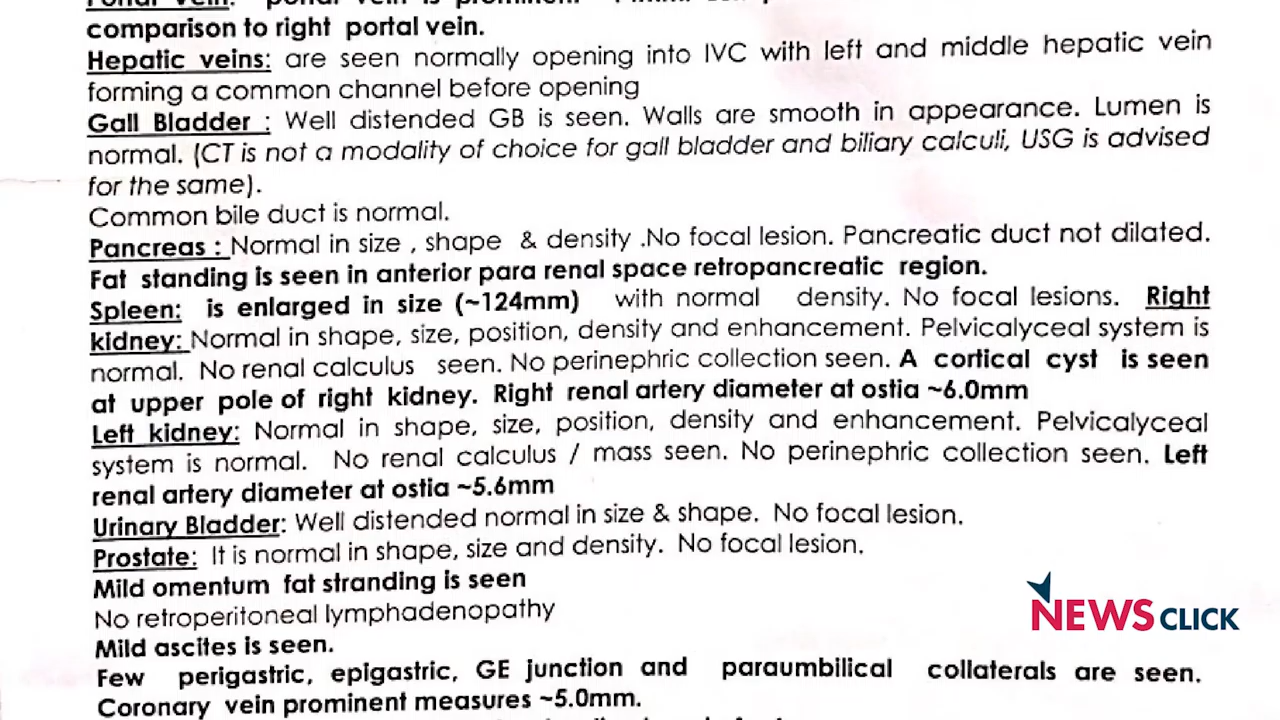 comparison to right portal vein.
Hepatic veins: are seen normally opening into IVC with left and middle hepatic vein
forming a common channel before opening
Gall Bladder : Well distended GB is seen. Walls are smooth in appearance. Lumen is
normal. (CT is not a modality of choice for gall bladder and biliary calculi, USG is advised
for the same).
Common bile duct is normal.
Pancreas : Normal in size , shape & density .No focal lesion. Pancreatic duct not dilated.
Fat standing is seen in anterior para renal space retropancreatic region.
Spleen: is enlarged in size (~124mm) with normal density. No focal lesions. Right
kidney: Normal in shape, size, position, density and enhancement. Pelvicalyceal system is
normal. No renal calculus seen. No perinephric collection seen. A cortical cyst is seen
at upper pole of right kidney. Right renal artery diameter at ostia ~6.0mm
Left kidney: Normal in shape, size, position, density and enhancement. Pelvicalyceal
system is normal. No renal calculus / mass seen. No perinephric collection seen. Left
renal artery diameter at ostia ~5.6mm
Urinary Bladder: Well distended normal in size & shape. No focal lesion.
Prostate: It is normal in shape, size and density. No focal lesion.
Mild omentum fat stranding is seen
No retroperitoneal lymphadenopathy
Mild ascites is seen.
Few perigastric, epigastric, GE junction and paraumbilical collaterals are seen.
Coronary vein prominent measures ~5.0mm.
NEWSCLICK